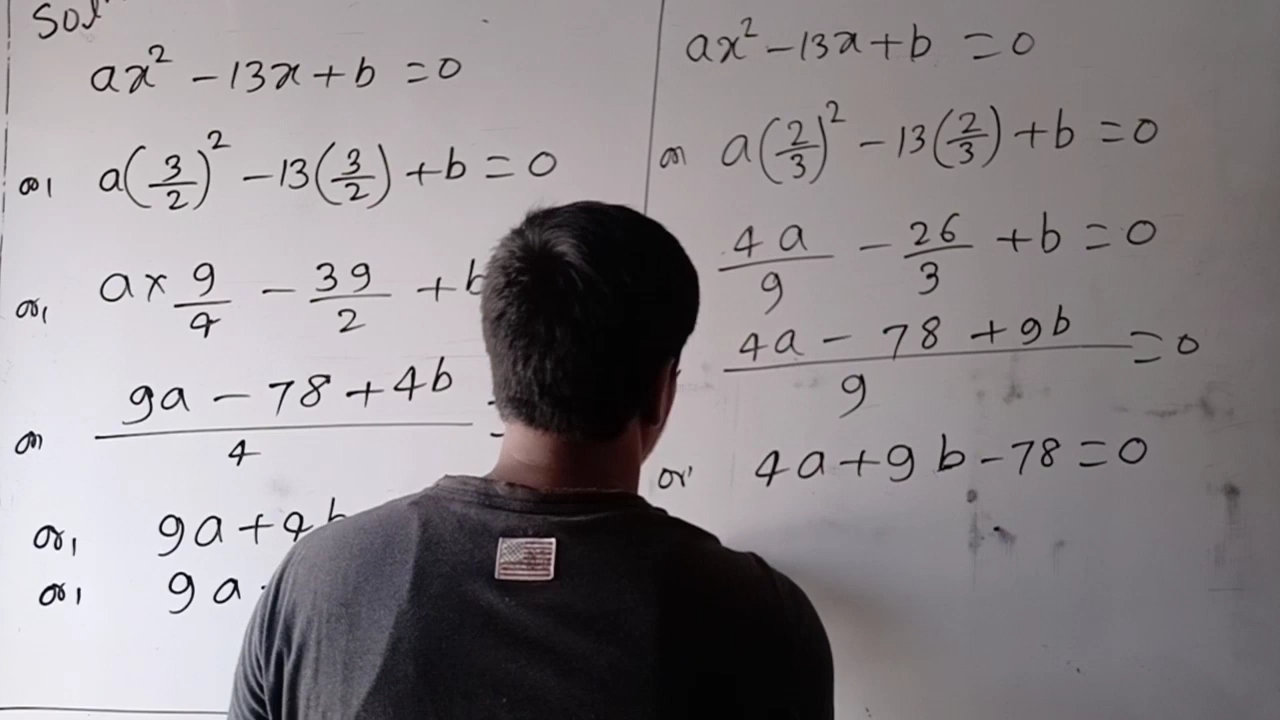 Sol
ax² - 13x + b = 0
or, a(3/2)² - 13(3/2) + b = 0
or, a × 9/4 - 39/2 + b
or, (9a - 78 + 4b)/4
or, 9a + 4b
or, 9a
ax² - 13x + b = 0
or a(2/3)² - 13(2/3) + b = 0
4a/9 - 26/3 + b = 0
(4a - 78 + 9b)/9 = 0
or' 4a + 9b - 78 = 0